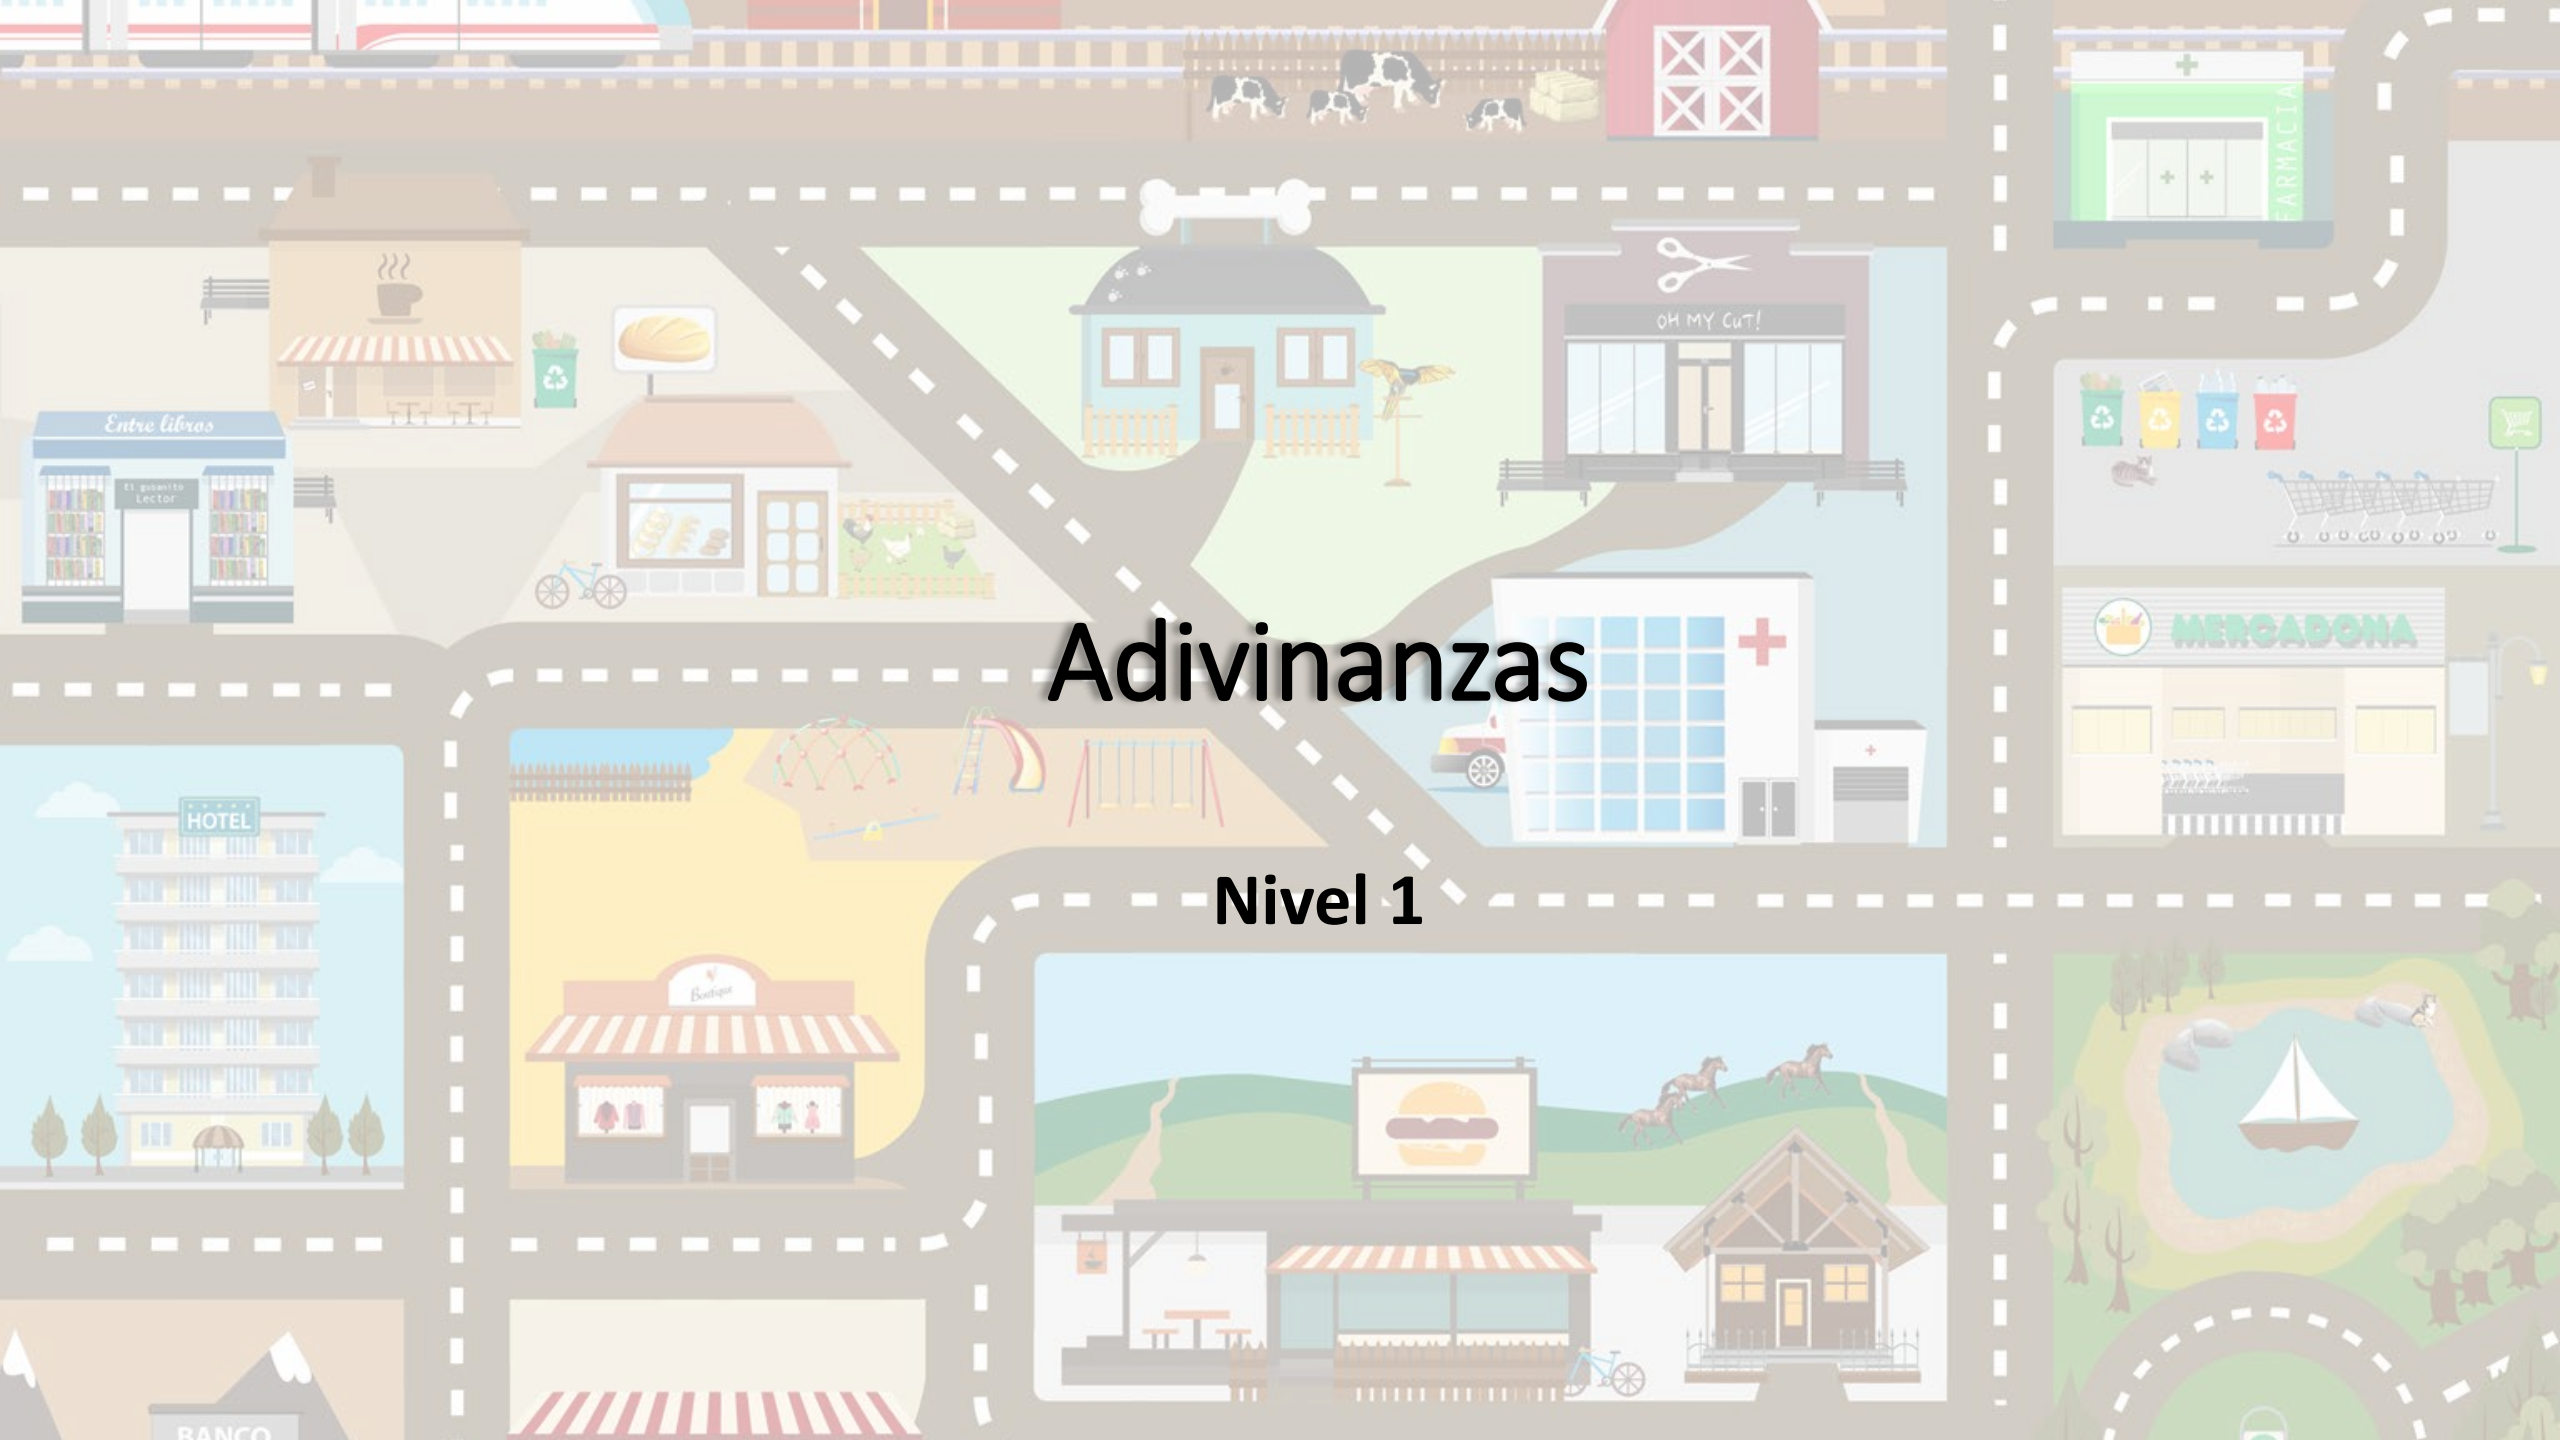 FARMACIA
OH MY CUT!
Entre libros
El gusanito
Lector
MERCADONA
Adivinanzas
HOTEL
Nivel 1
Boutique
BANCO